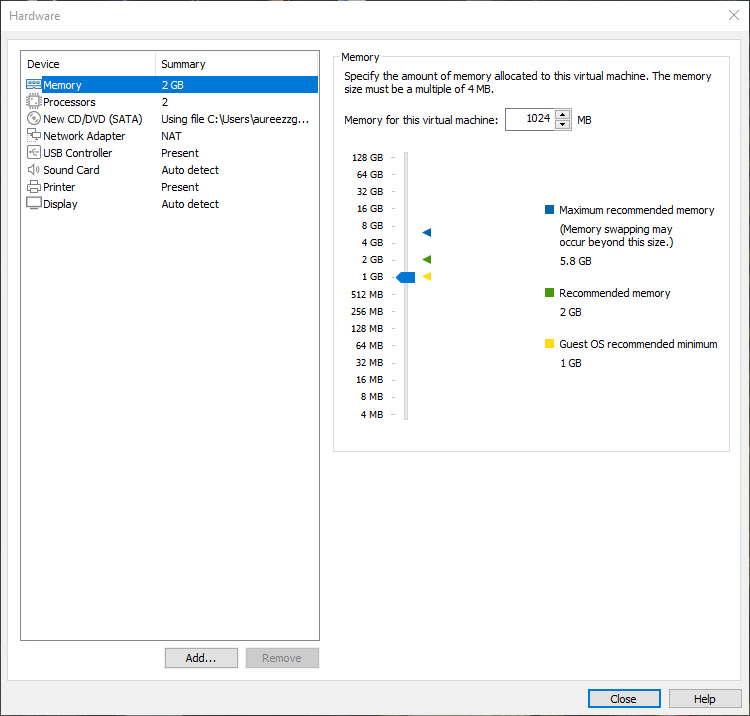 Hardware
Device Summary
Memory 2 GB
Processors 2
New CD/DVD (SATA) Using file C:\Users\aureezzg...
Network Adapter NAT
USB Controller Present
Sound Card Auto detect
Printer Present
Display Auto detect
Add...
Remove
Memory
Specify the amount of memory allocated to this virtual machine. The memory
size must be a multiple of 4 MB.
Memory for this virtual machine: 1024 MB
128 GB
64 GB
32 GB
16 GB
8 GB
4 GB
2 GB
1 GB
512 MB
256 MB
128 MB
64 MB
32 MB
16 MB
8 MB
4 MB
Maximum recommended memory
(Memory swapping may
occur beyond this size.)
5.8 GB
Recommended memory
2 GB
Guest OS recommended minimum
1 GB
Close
Help